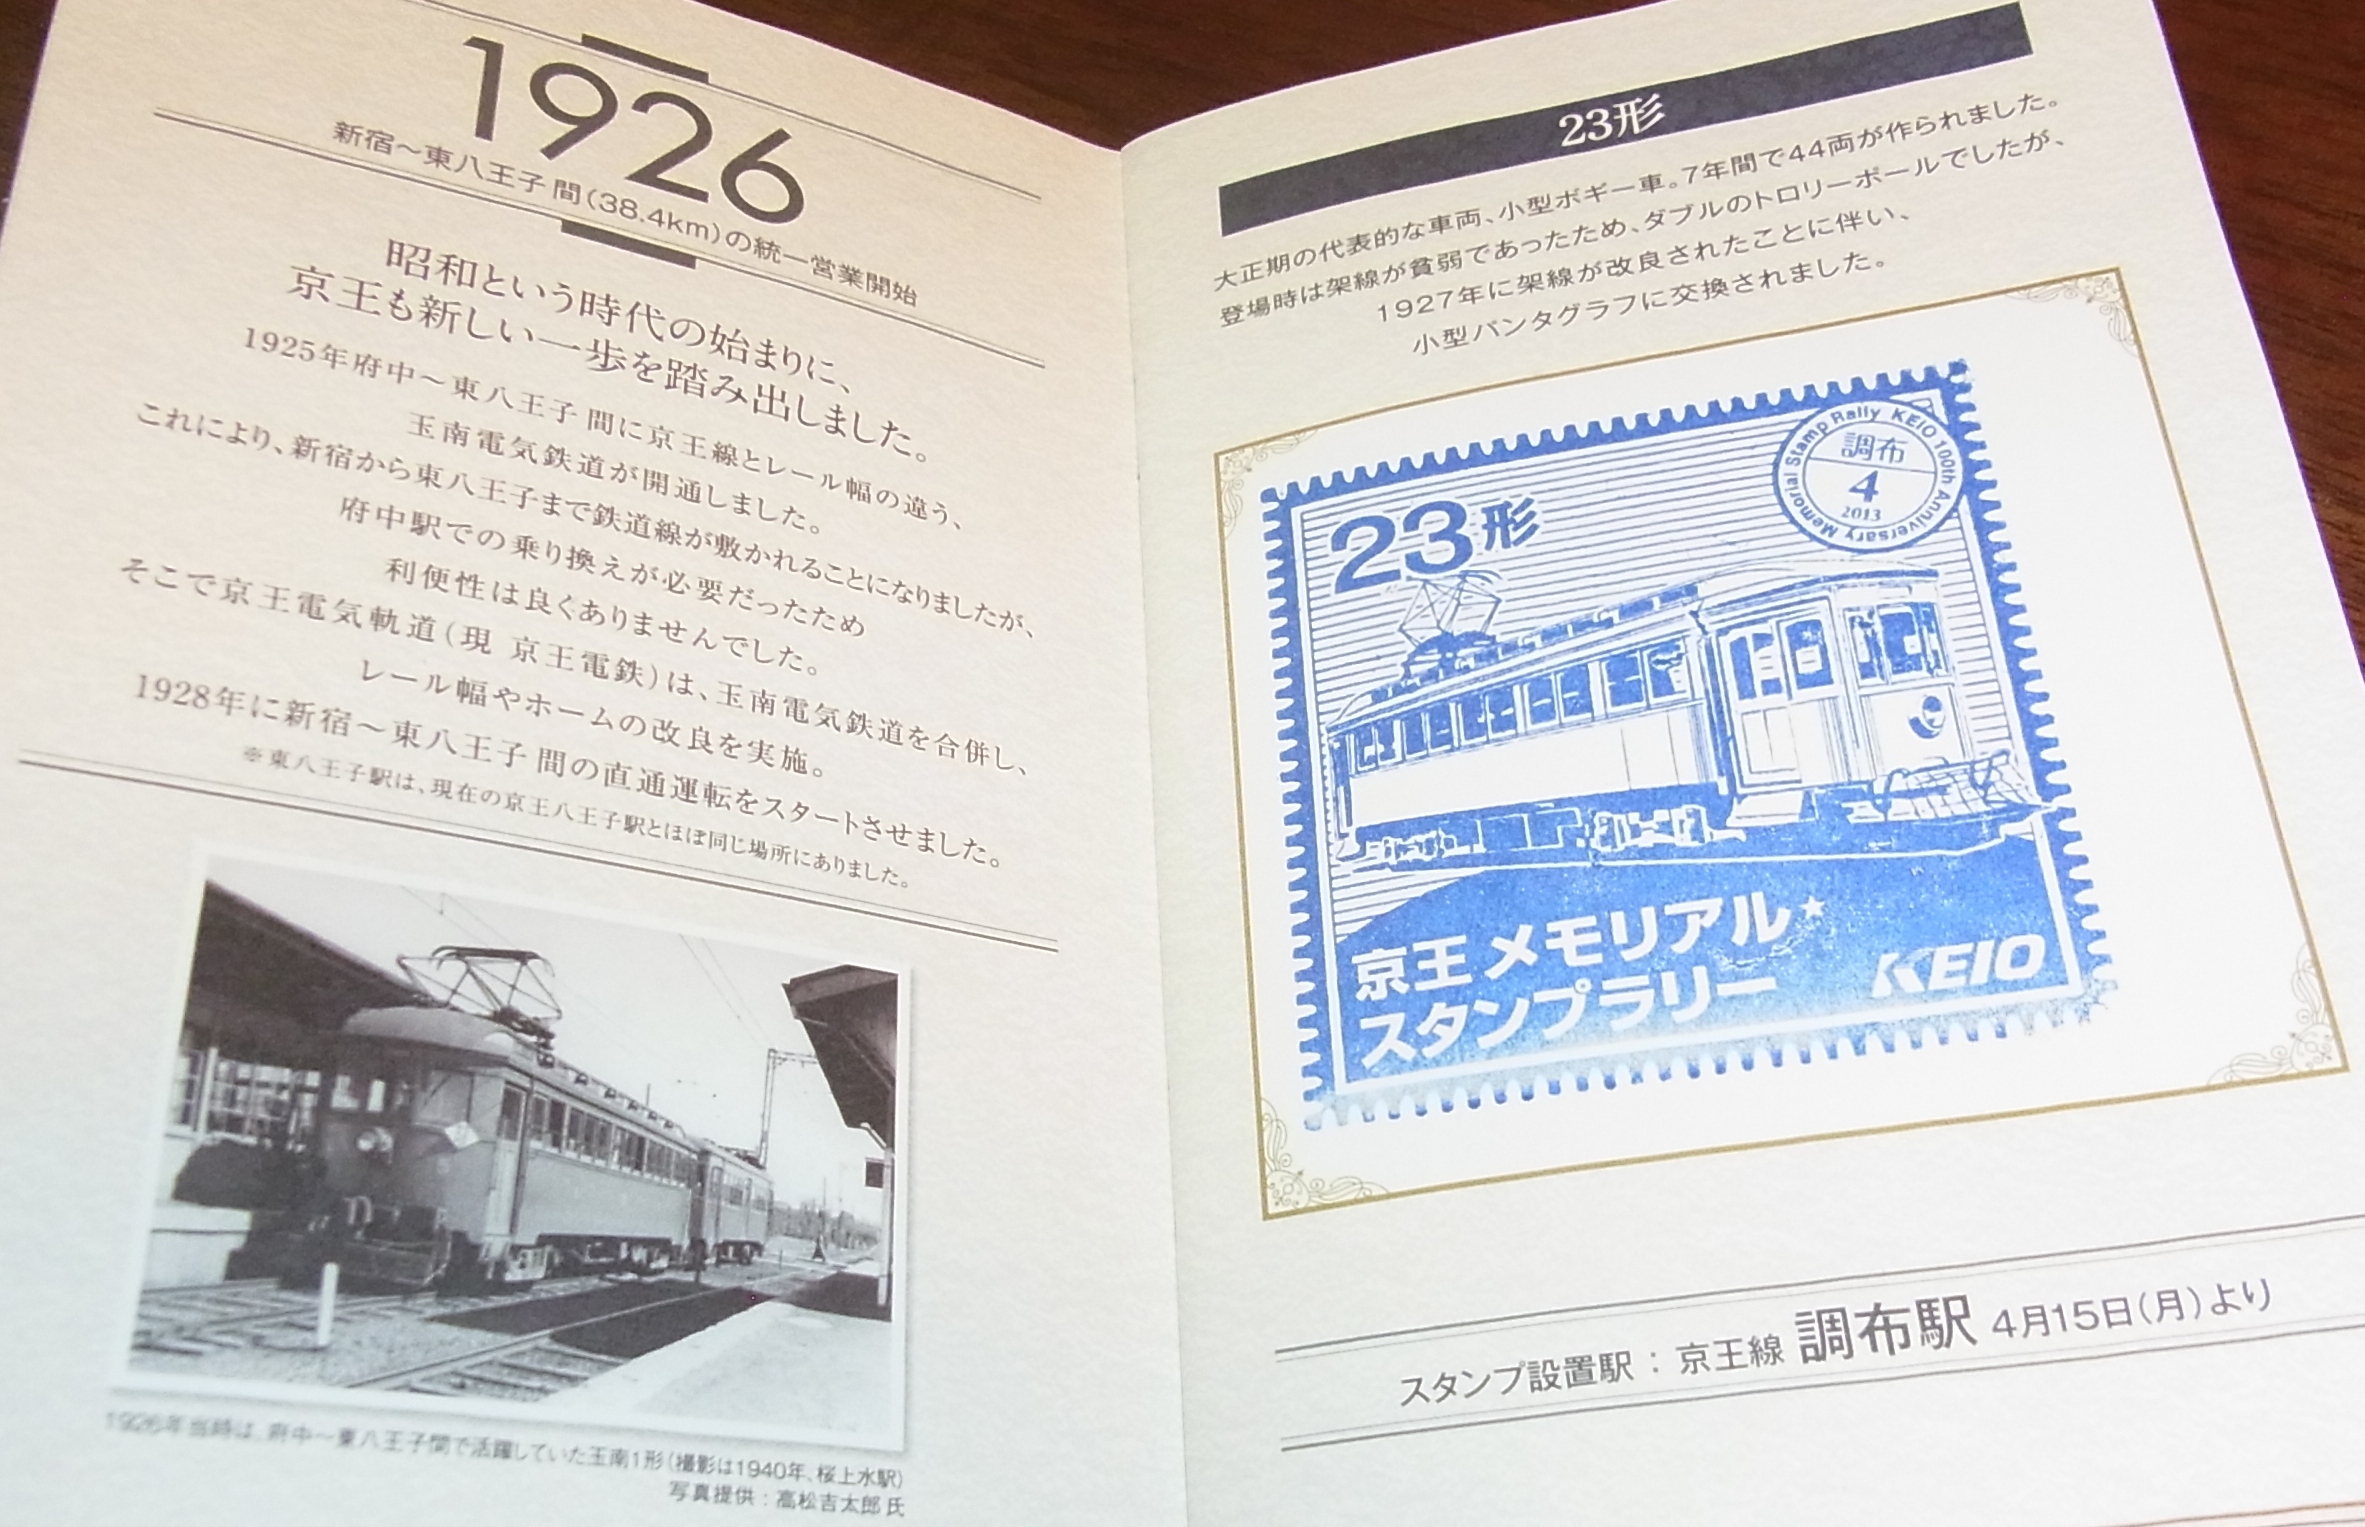 1926
新宿～東八王子 間(38.4km)の統一営業開始
昭和という時代の始まりに、
京王も新しい一歩を踏み出しました。
1925年府中～東八王子 間に京王線とレール幅の違う、
玉南電気鉄道が開通しました。
これにより、新宿から東八王子まで鉄道線が敷かれることになりましたが、
府中駅での乗り換えが必要だったため
利便性は良くありませんでした。
そこで京王電気軌道(現 京王電鉄)は、玉南電気鉄道を合併し、
レール幅やホームの改良を実施。
1928年に新宿～東八王子 間の直通運転をスタートさせました。
※東八王子駅は、現在の京王八王子駅とほぼ同じ場所にありました。
1926年当時は、府中～東八王子間で活躍していた玉南1形(撮影は1940年、桜上水駅)
写真提供：高松吉太郎 氏
23形
大正期の代表的な車両、小型ボギー車。7年間で44両が作られました。
登場時は架線が貧弱であったため、ダブルのトロリーポールでしたが、
1927年に架線が改良されたことに伴い、
小型パンタグラフに交換されました。
23形
Memorial Stamp Rally KEIO 100th Anniversary
調布
4
2013
京王 メモリアル★
スタンプラリー
KEIO
スタンプ設置駅：京王線 調布駅 4月15日(月)より